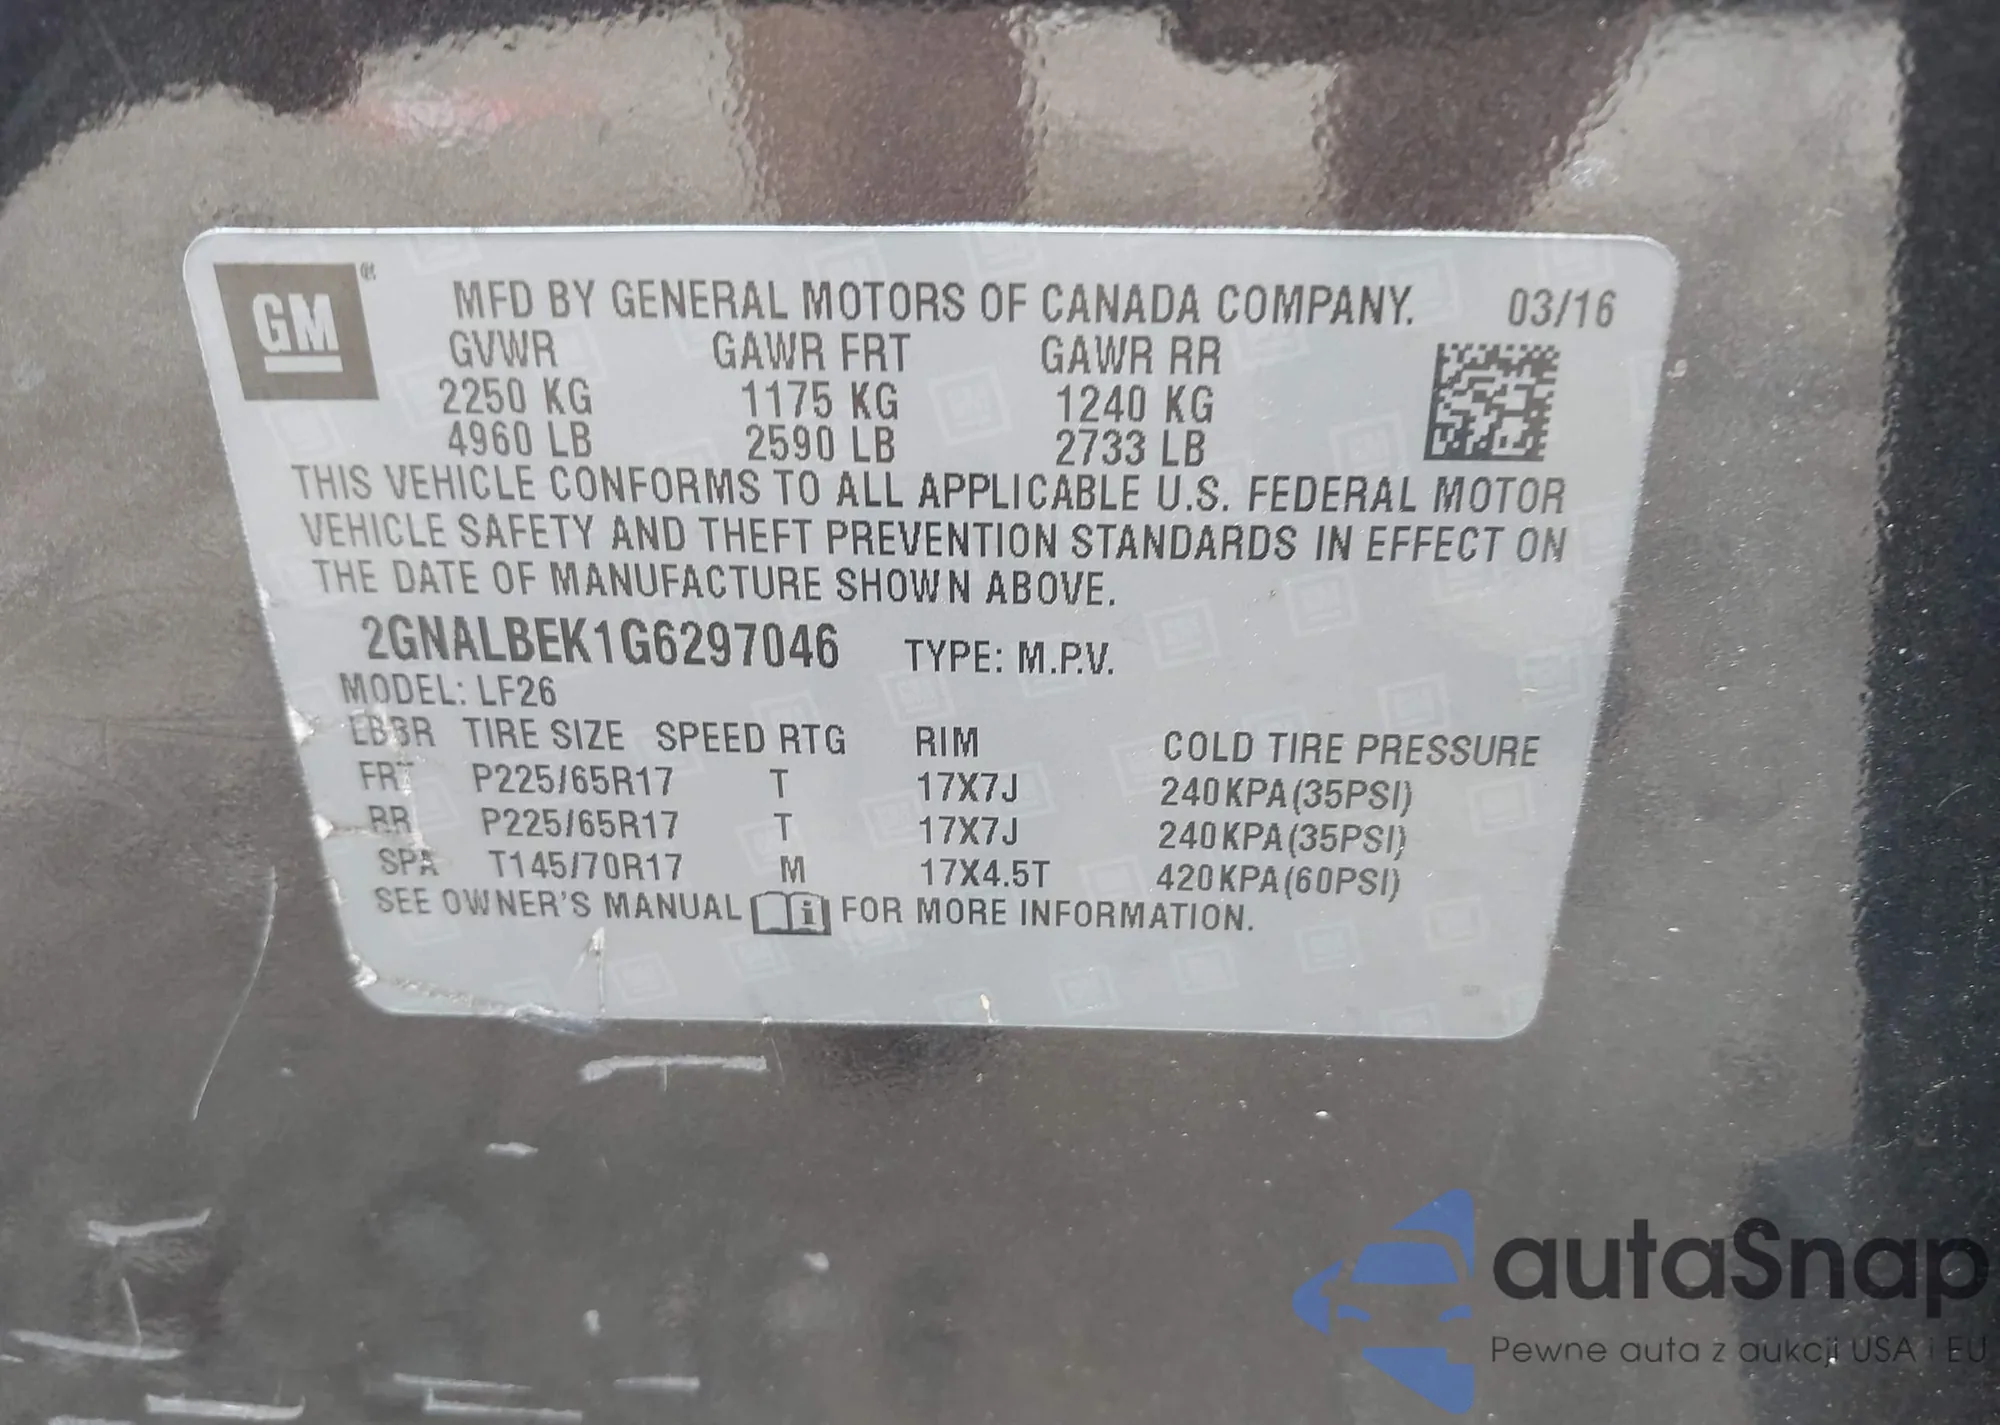 GM ®
MFD BY GENERAL MOTORS OF CANADA COMPANY. 03/16
GVWR GAWR FRT GAWR RR
2250 KG 1175 KG 1240 KG
4960 LB 2590 LB 2733 LB
THIS VEHICLE CONFORMS TO ALL APPLICABLE U.S. FEDERAL MOTOR
VEHICLE SAFETY AND THEFT PREVENTION STANDARDS IN EFFECT ON
THE DATE OF MANUFACTURE SHOWN ABOVE.
2GNALBEK1G6297046 TYPE: M.P.V.
MODEL: LF26
LBBR TIRE SIZE SPEED RTG RIM COLD TIRE PRESSURE
FRT P225/65R17 T 17X7J 240KPA(35PSI)
RR P225/65R17 T 17X7J 240KPA(35PSI)
SPA T145/70R17 M 17X4.5T 420KPA(60PSI)
SEE OWNER'S MANUAL i FOR MORE INFORMATION.
autaSnap
Pewne auta z aukcji USA i EU